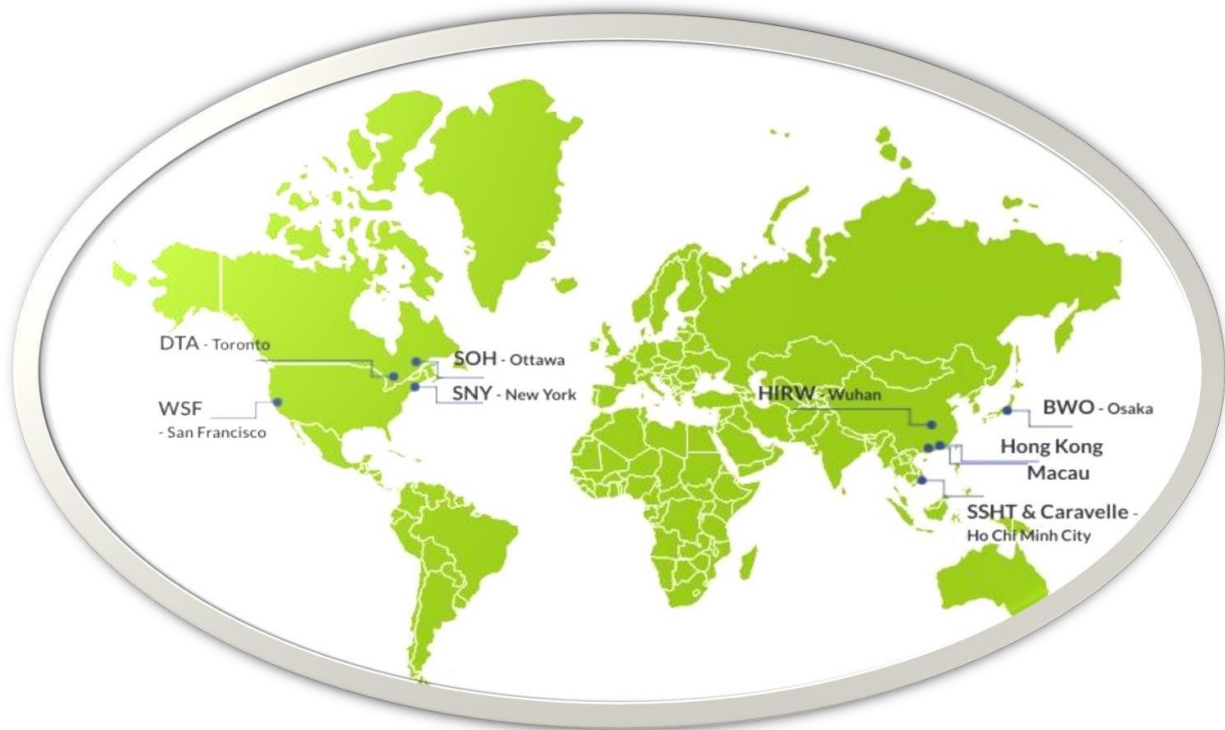 DTA - Toronto
SOH - Ottawa
SNY - New York
WSF
- San Francisco
HIRW - Wuhan
BWO - Osaka
Hong Kong
Macau
SSHT & Caravelle -
Ho Chi Minh City